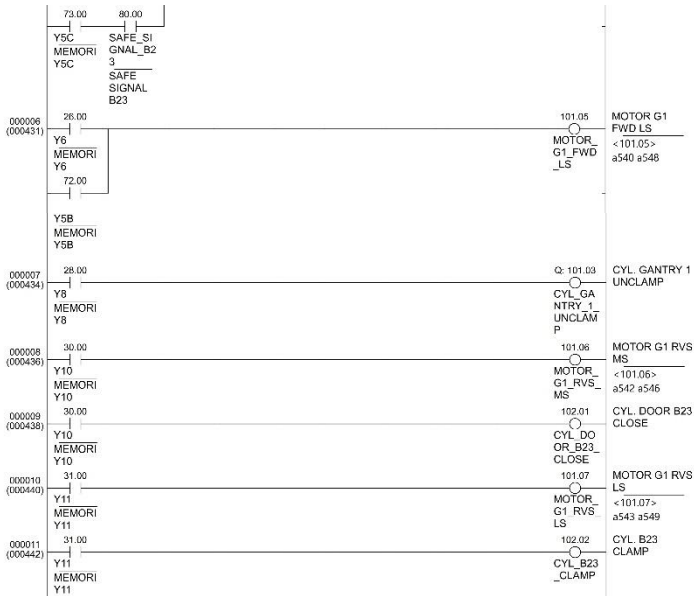 73.00 80.00
Y5C SAFE_SI
MEMORI GNAL_B2
Y5C 3
SAFE
SIGNAL
B23
000006
(000431)
26.00 101.05 MOTOR G1
FWD LS
Y6 MOTOR_
MEMORI G1_FWD <101.05>
Y6 _LS a540 a548
72.00
Y5B
MEMORI
Y5B
000007
(000434)
28.00 Q: 101.03 CYL. GANTRY 1
UNCLAMP
Y8 CYL_GA
MEMORI NTRY_1_
Y8 UNCLAM
P
000008
(000436)
30.00 101.06 MOTOR G1 RVS
MS
Y10 MOTOR_ <101.06>
MEMORI G1_RVS_ a542 a546
Y10 MS
000009
(000438)
30.00 102.01 CYL. DOOR B23
CLOSE
Y10 CYL_DO
MEMORI OR_B23_
Y10 CLOSE
000010
(000440)
31.00 101.07 MOTOR G1 RVS
LS
Y11 MOTOR_ <101.07>
MEMORI G1_RVS_ a543 a549
Y11 LS
000011
(000442)
31.00 102.02 CYL. B23
CLAMP
Y11 CYL_B23
MEMORI _CLAMP
Y11